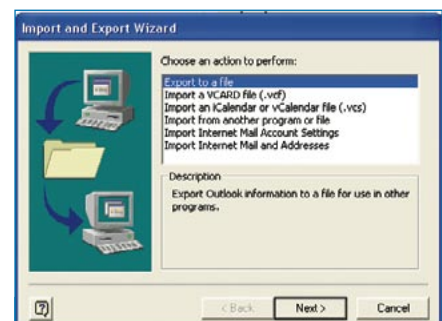 Import and Export Wizard
Choose an action to perform:
Export to a file
Import a VCARD file (.vcf)
Import an iCalendar or vCalendar file (.vcs)
Import from another program or file
Import Internet Mail Account Settings
Import Internet Mail and Addresses
Description
Export Outlook information to a file for use in other
programs.
?
< Back
Next >
Cancel